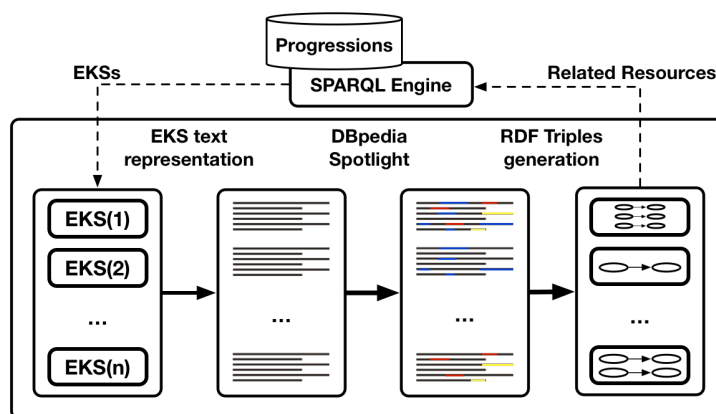 Progressions
EKSs
SPARQL Engine
Related Resources
EKS text
representation
DBpedia
Spotlight
RDF Triples
generation
EKS(1)
EKS(2)
...
EKS(n)
...
...
...